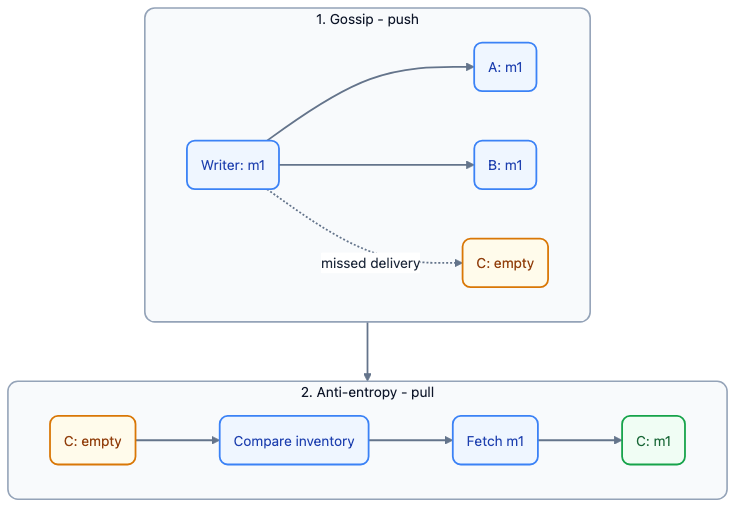 1. Gossip - push
A: m1
Writer: m1
B: m1
missed delivery
C: empty
2. Anti-entropy - pull
C: empty
Compare inventory
Fetch m1
C: m1